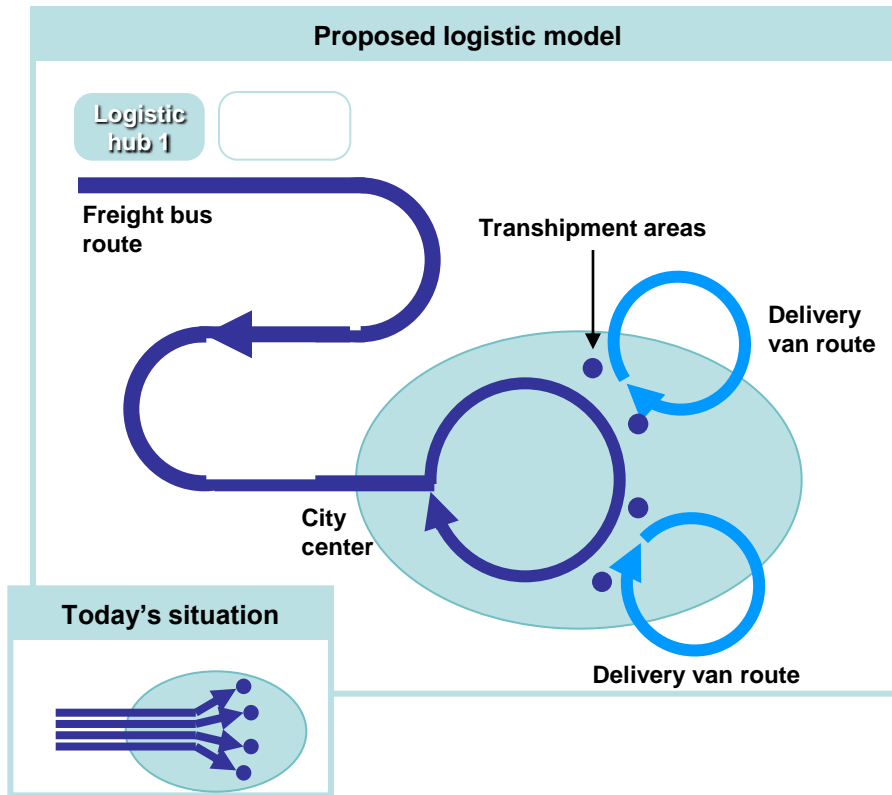 Proposed logistic model
Logistic
hub 1
Freight bus
route
Transhipment areas
Delivery
van route
City
center
Today's situation
Delivery van route